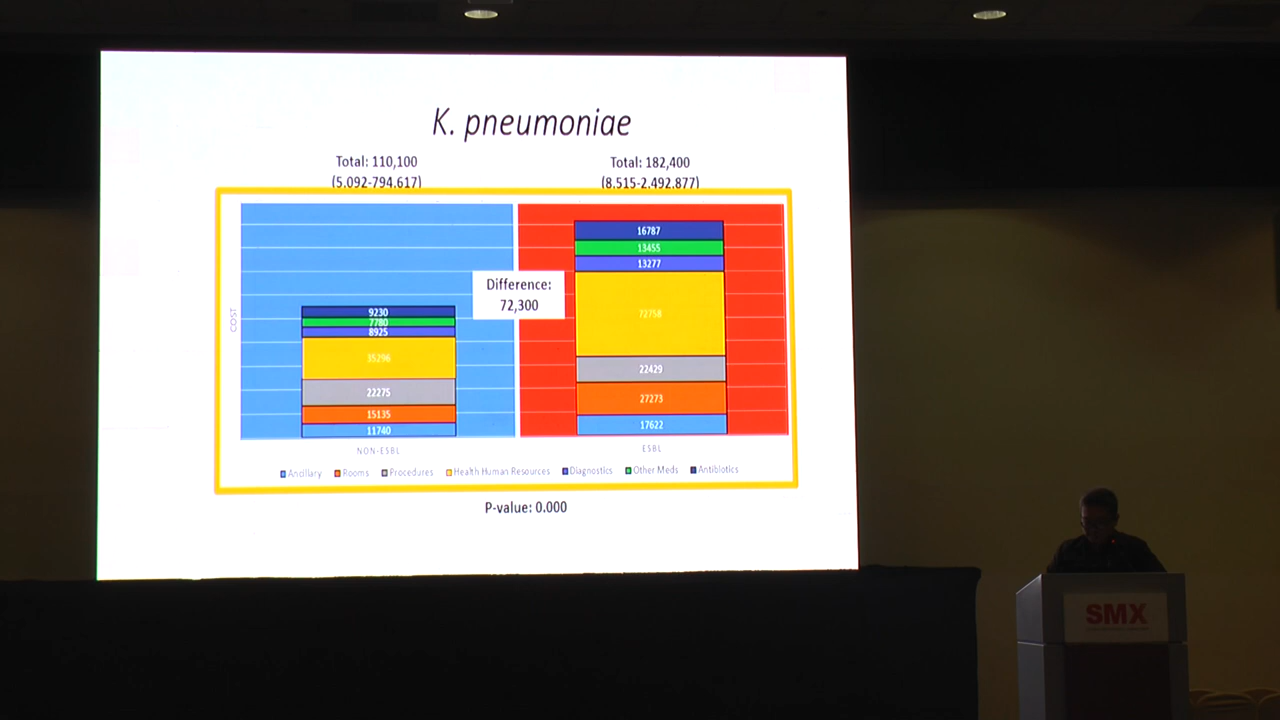 K. pneumoniae
Total: 110,100
(5.092-794.617)
Total: 182,400
(8.515-2.492.877)
COST
Difference:
72,300
9230
7780
8925
35296
22275
15135
11740
16787
13455
13277
72758
22429
27273
17622
NON-ESBL
ESBL
Ancillary Rooms Procedures Health Human Resources Diagnostics Other Meds Antibiotics
P-value: 0.000
SMX